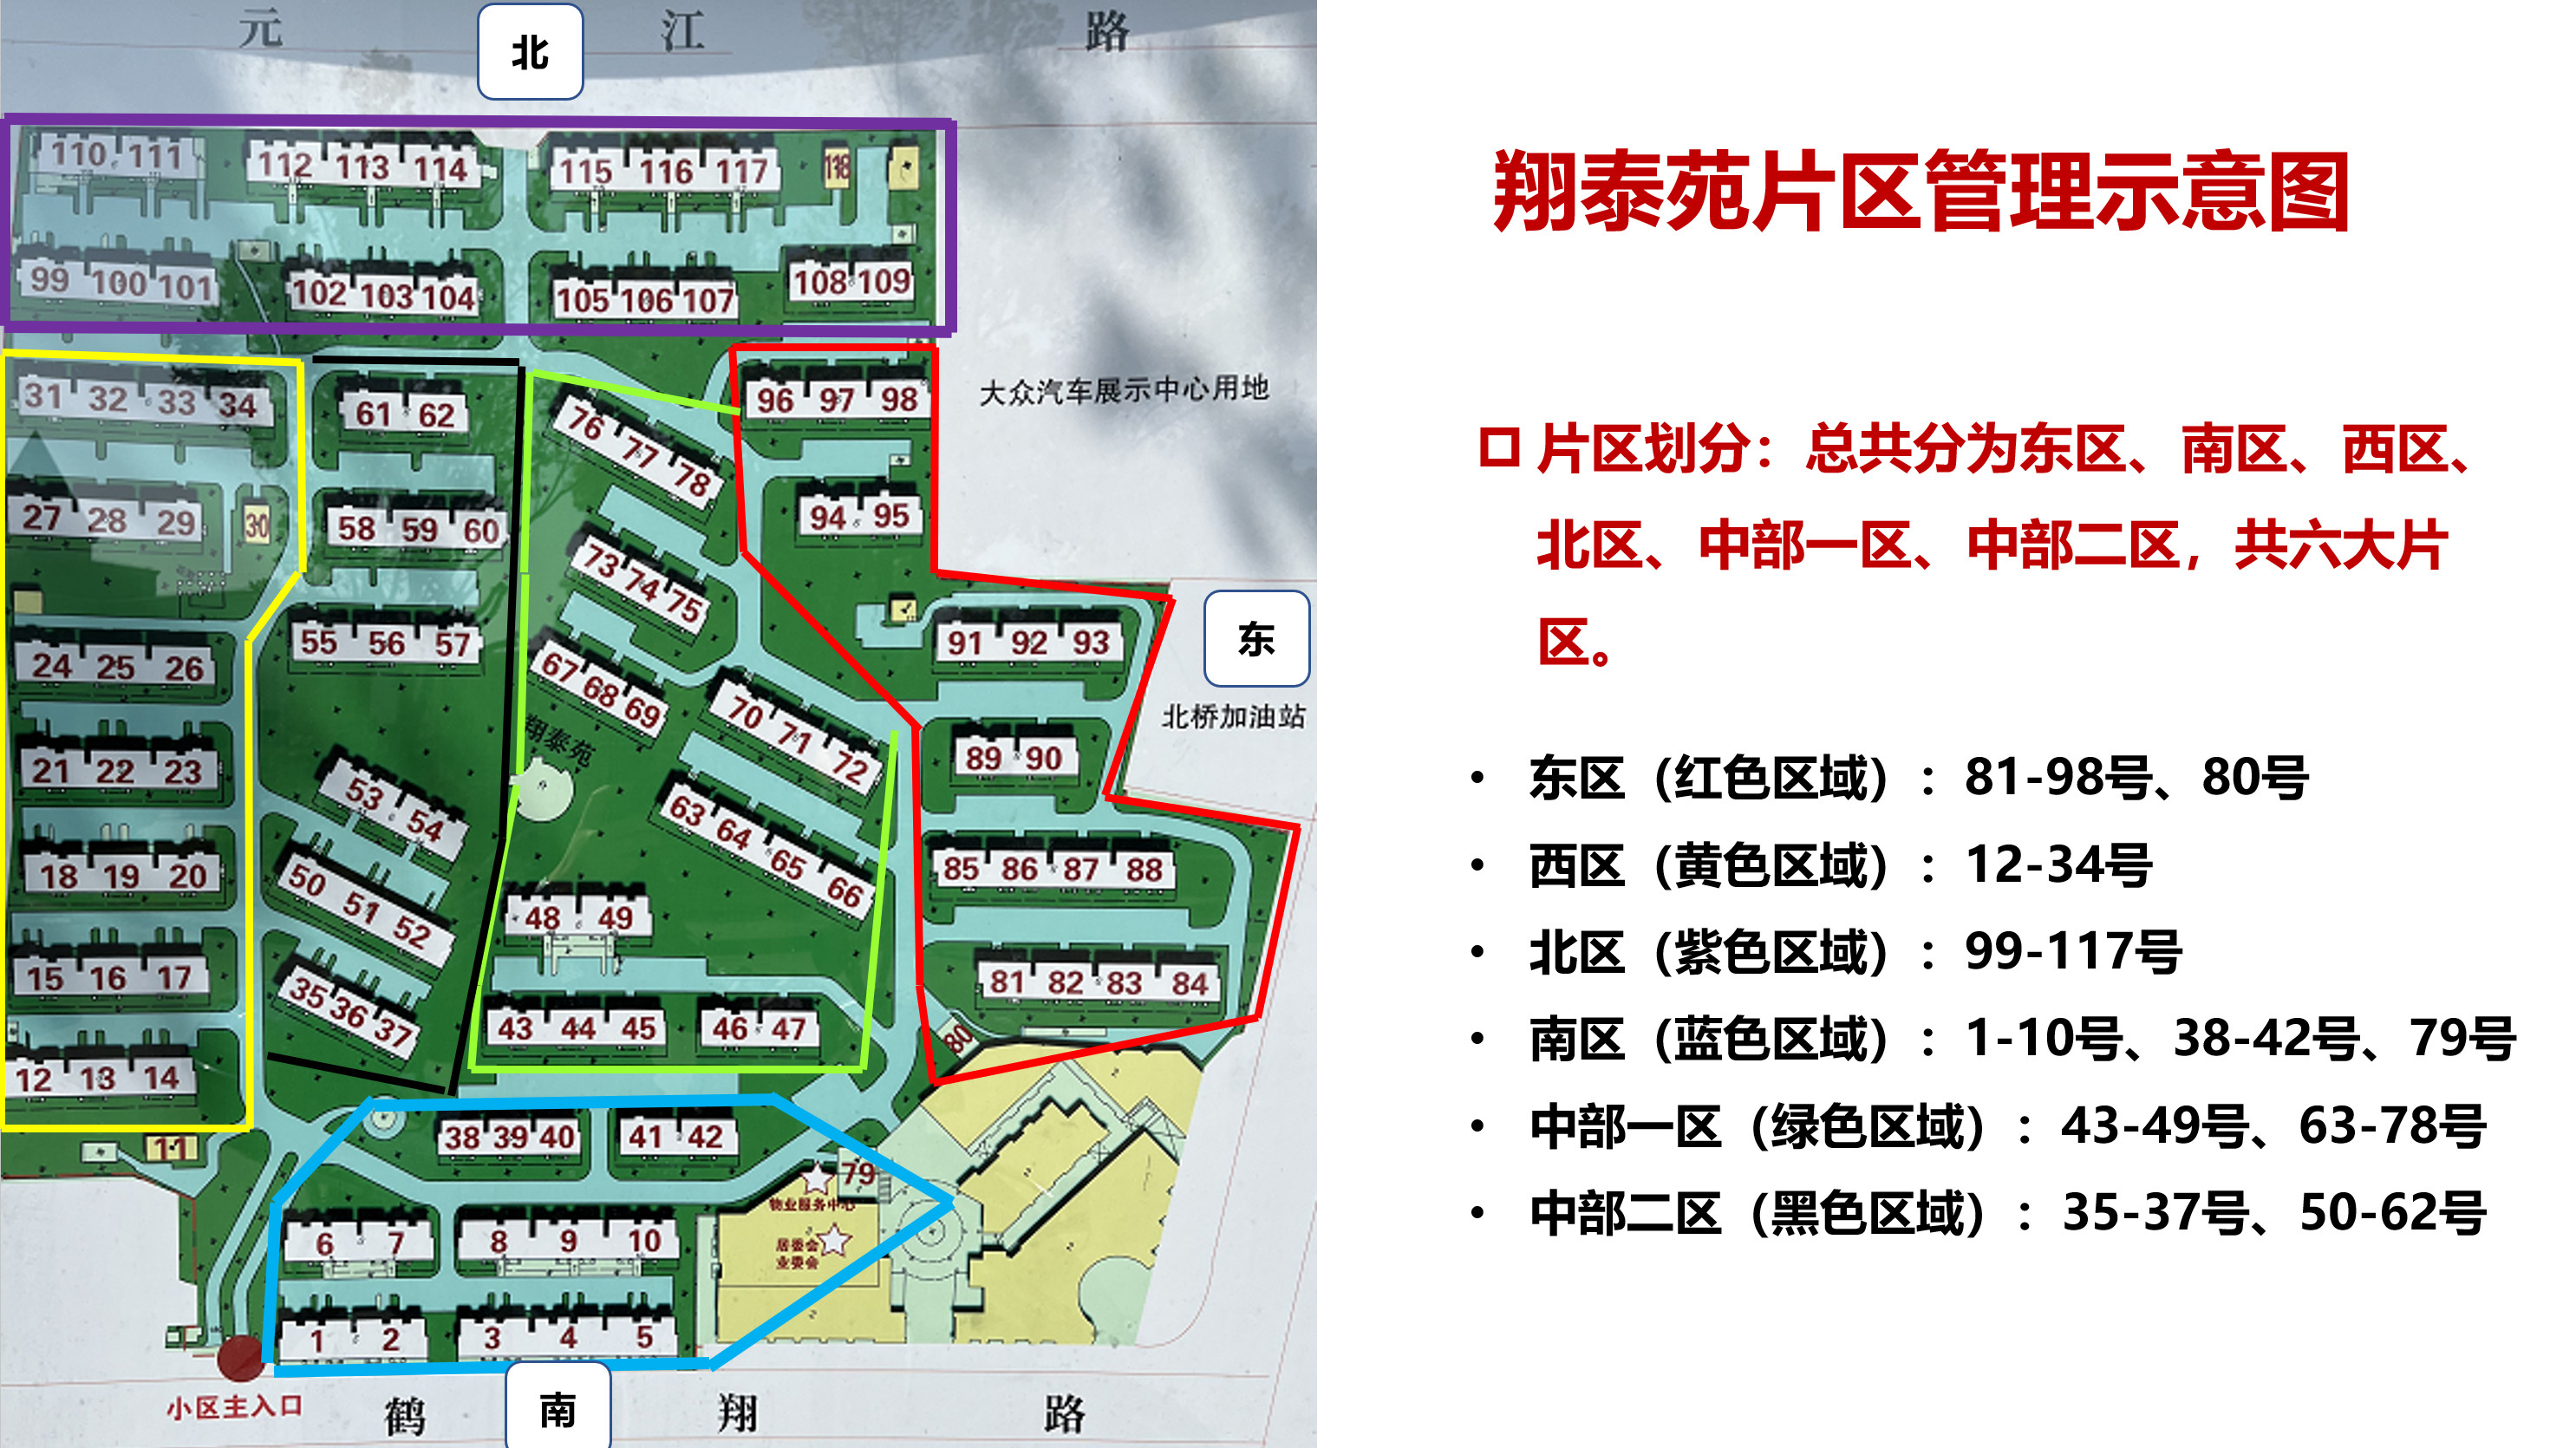 元 江 路
北
110 111 112 113 114 115 116 117 118
99 100 101 102 103 104 105 106 107 108 109
31 32 33 34
61 62
76 77 78
96 97 98
大众汽车展示中心用地
27 28 29 30
58 59 60
73 74 75
94 95
24 25 26
55 56 57
67 68 69
70 71 72
91 92 93
东
北桥加油站
翔泰苑
21 22 23
53 54
63 64 65 66
89 90
18 19 20
50 51 52
48 49
85 86 87 88
15 16 17
35 36 37
43 44 45
46 47
81 82 83 84
80
12 13 14
11
38 39 40
41 42
79
物业服务中心
居委会
业委会
6 7
8 9 10
1 2
3 4 5
小区主入口
南
鹤 翔 路
翔泰苑片区管理示意图
片区划分：总共分为东区、南区、西区、
北区、中部一区、中部二区，共六大片
区。
• 东区（红色区域）：81-98号、80号
• 西区（黄色区域）：12-34号
• 北区（紫色区域）：99-117号
• 南区（蓝色区域）：1-10号、38-42号、79号
• 中部一区（绿色区域）：43-49号、63-78号
• 中部二区（黑色区域）：35-37号、50-62号